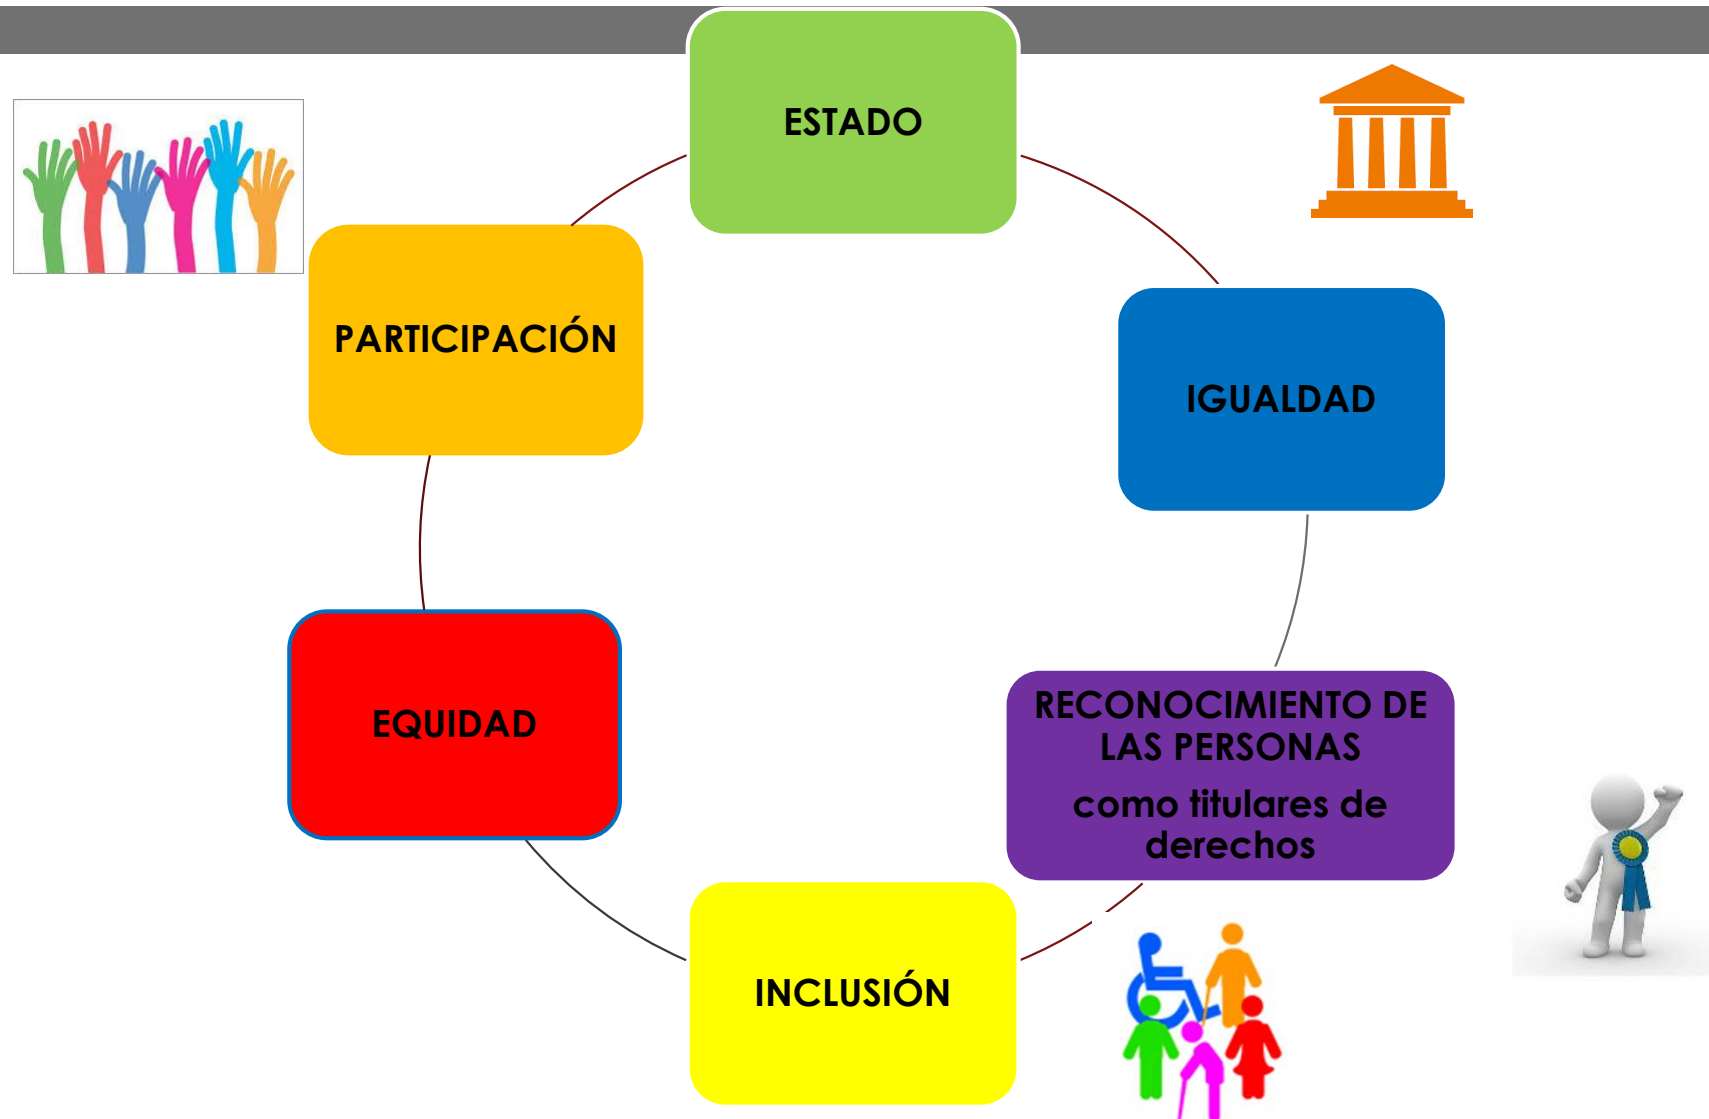 ESTADO
PARTICIPACIÓN
IGUALDAD
EQUIDAD
RECONOCIMIENTO DE
LAS PERSONAS
como titulares de
derechos
INCLUSIÓN